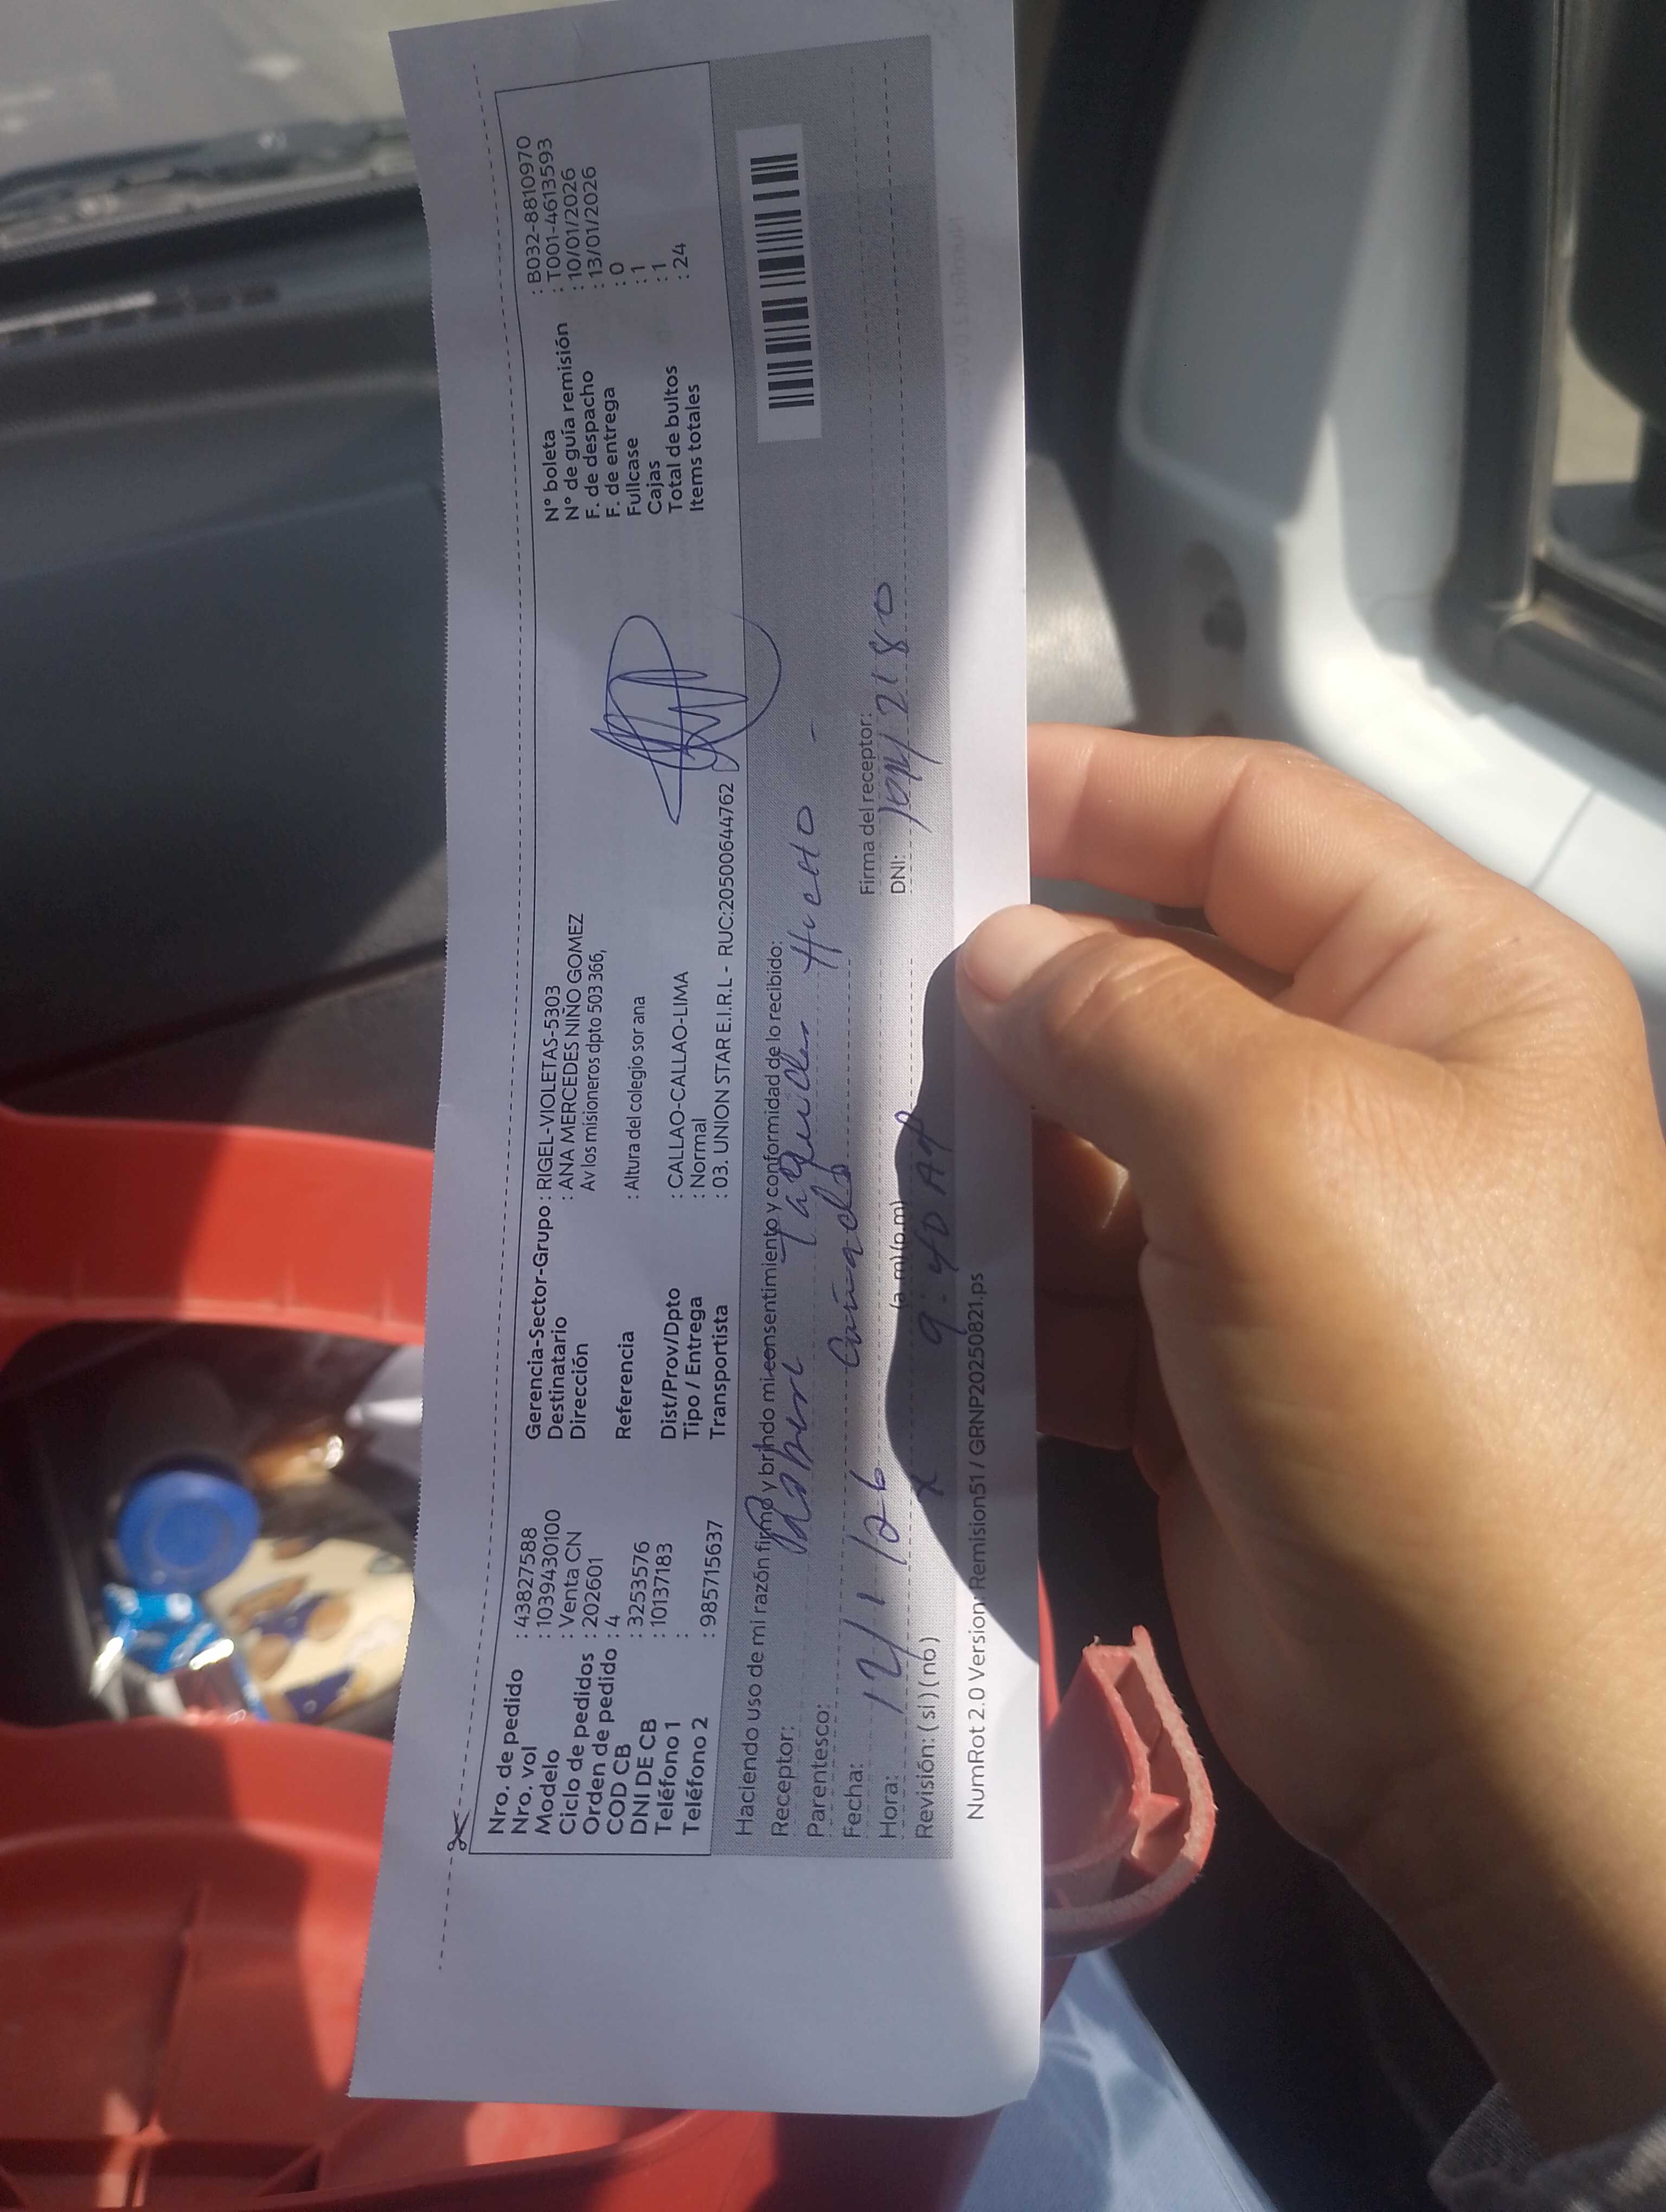 Nro. de pedido : 43827588
Nro. vol : 1039430100
Modelo : Venta CN
Ciclo de pedidos : 202601
Orden de pedido : 4
COD CB : 3253576
DNI DE CB : 10137183
Teléfono 1 :
Teléfono 2 : 985715637
Gerencia-Sector-Grupo : RIGEL-VIOLETAS-5303
Destinatario : ANA MERCEDES NIÑO GOMEZ
Dirección Av los misioneros dpto 503 366,
Referencia : Altura del colegio sor ana
Dist/Prov/Dpto : CALLAO-CALLAO-LIMA
Tipo / Entrega : Normal
Transportista : 03. UNION STAR E.I.R.L - RUC:20500644762
N° boleta : B032-8810970
N° de guía remisión : T001-4613593
F. de despacho : 10/01/2026
F. de entrega : 13/01/2026
Fullcase : 0
Cajas : 1
Total de bultos : 1
Items totales : 24
Haciendo uso de mi razón firmo y brindo mi consentimiento y conformidad de lo recibido:
Receptor:
Parentesco: Cuñado
Fecha: 12/1/26
Firma del receptor:
Hora: (a.m) (p.m)
DNI:
Revisión: (si) (no) X 9:40
NumRot 2.0 Version: Remision51 / GRNP20250821.ps